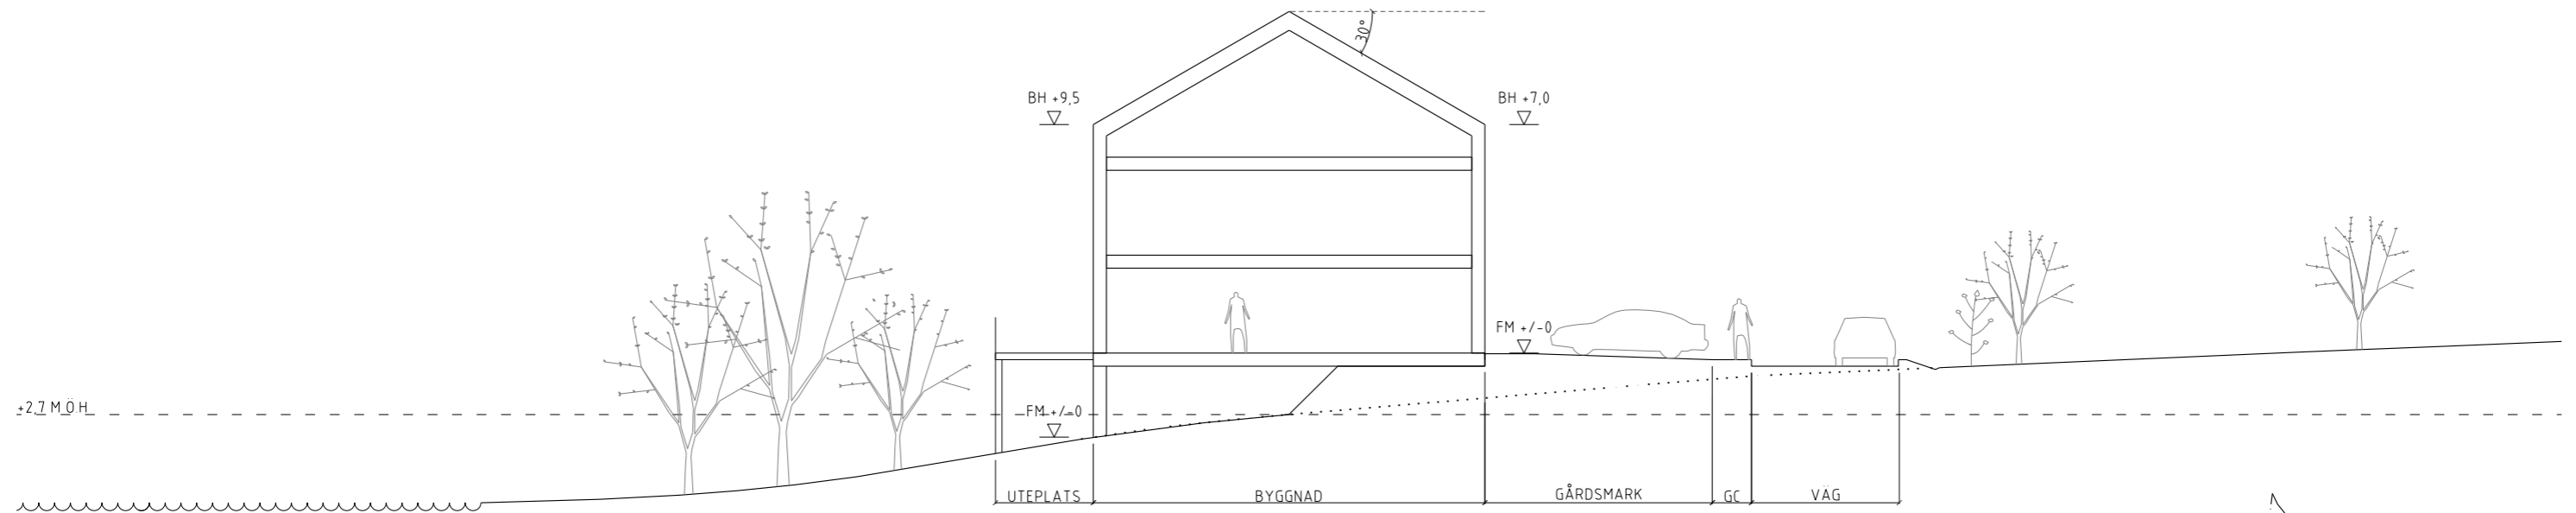 30°
BH +9,5
BH +7,0
FM +/-0
+2,7 M Ö.H
FM +/-0
UTEPLATS
BYGGNAD
GÅRDSMARK
GC
VÄG